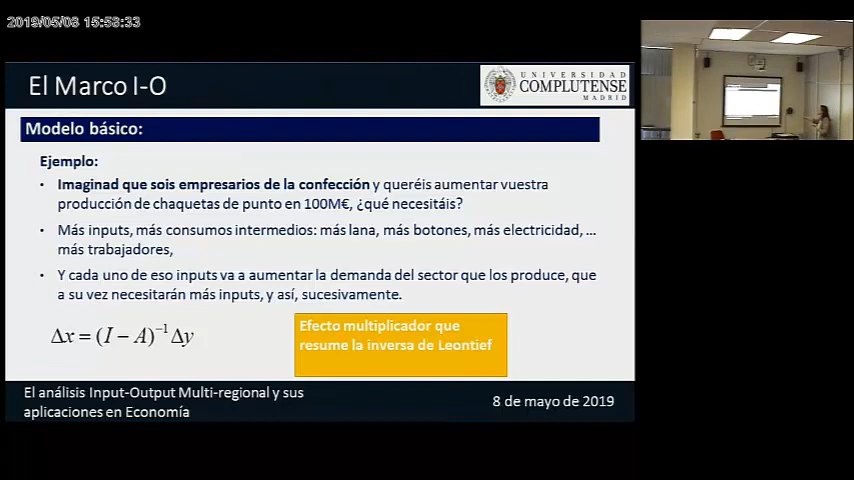 2019/05/08 15:53:33
El Marco I-O
UNIVERSIDAD
COMPLUTENSE
MADRID
Modelo básico:
Ejemplo:
• Imaginad que sois empresarios de la confección y queréis aumentar vuestra
producción de chaquetas de punto en 100M€, ¿qué necesitáis?
• Más inputs, más consumos intermedios: más lana, más botones, más electricidad, ...
más trabajadores,
• Y cada uno de eso inputs va a aumentar la demanda del sector que los produce, que
a su vez necesitarán más inputs, y así, sucesivamente.
Δx = (I − A)⁻¹Δy
Efecto multiplicador que
resume la inversa de Leontief
El análisis Input-Output Multi-regional y sus
aplicaciones en Economía
8 de mayo de 2019